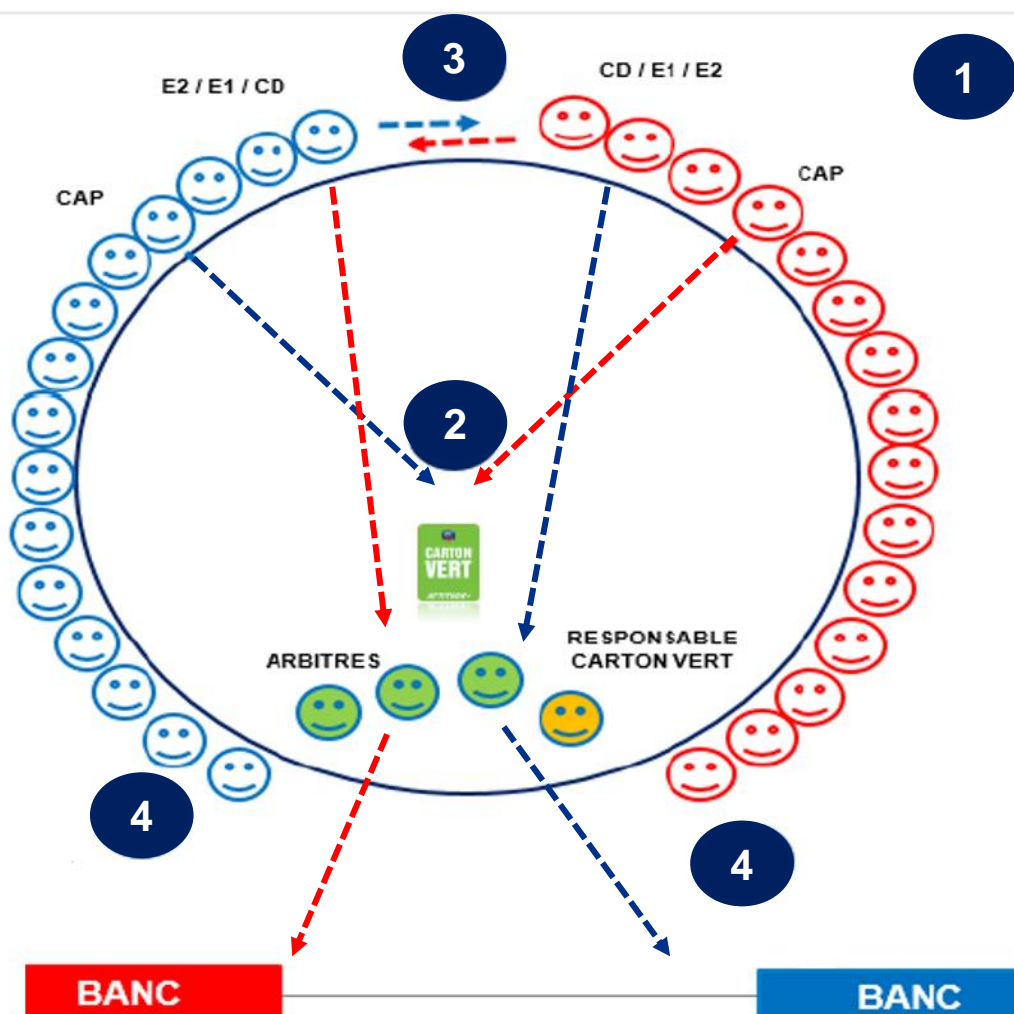 3
1
E2 / E1 / CD
CD / E1 / E2
CAP
CAP
2
CARTON
VERT
ARBITRES
RESPONSABLE
CARTON VERT
4
4
BANC
BANC